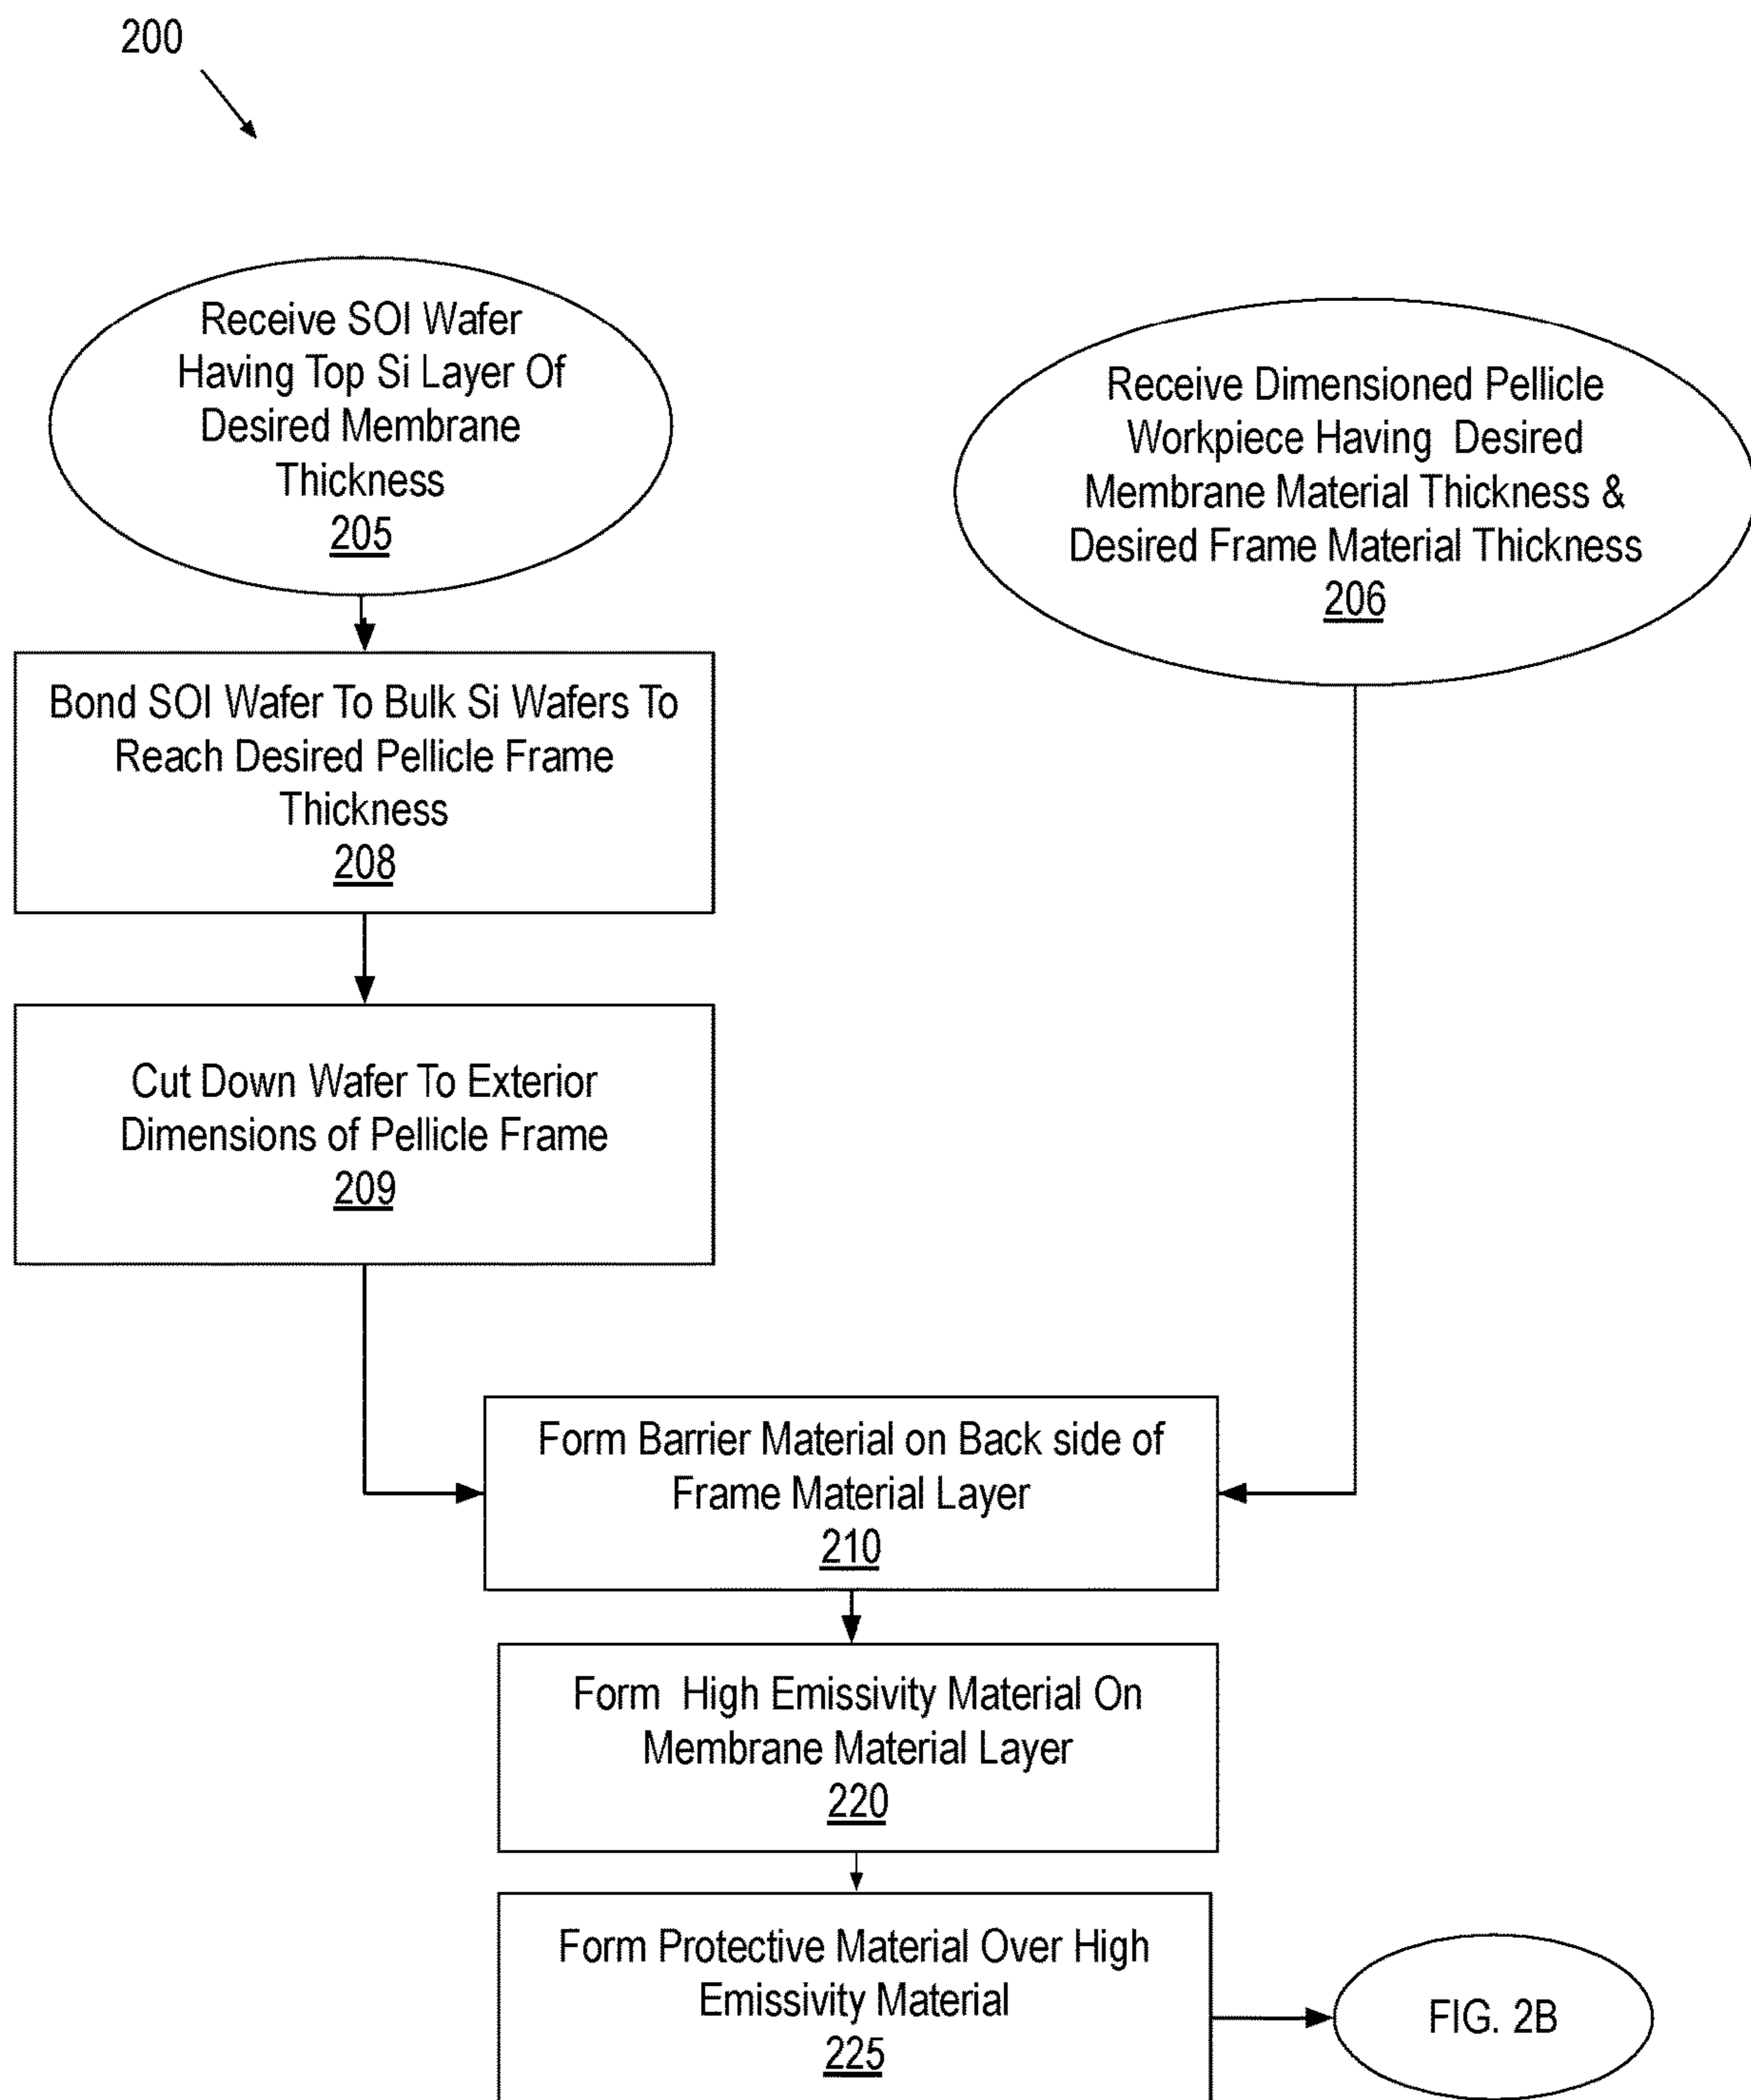 200
Receive SOI Wafer
Having Top Si Layer Of
Desired Membrane
Thickness
205
Receive Dimensioned Pellicle
Workpiece Having Desired
Membrane Material Thickness &
Desired Frame Material Thickness
206
Bond SOI Wafer To Bulk Si Wafers To
Reach Desired Pellicle Frame
Thickness
208
Cut Down Wafer To Exterior
Dimensions of Pellicle Frame
209
Form Barrier Material on Back side of
Frame Material Layer
210
Form High Emissivity Material On
Membrane Material Layer
220
Form Protective Material Over High
Emissivity Material
225
FIG. 2B